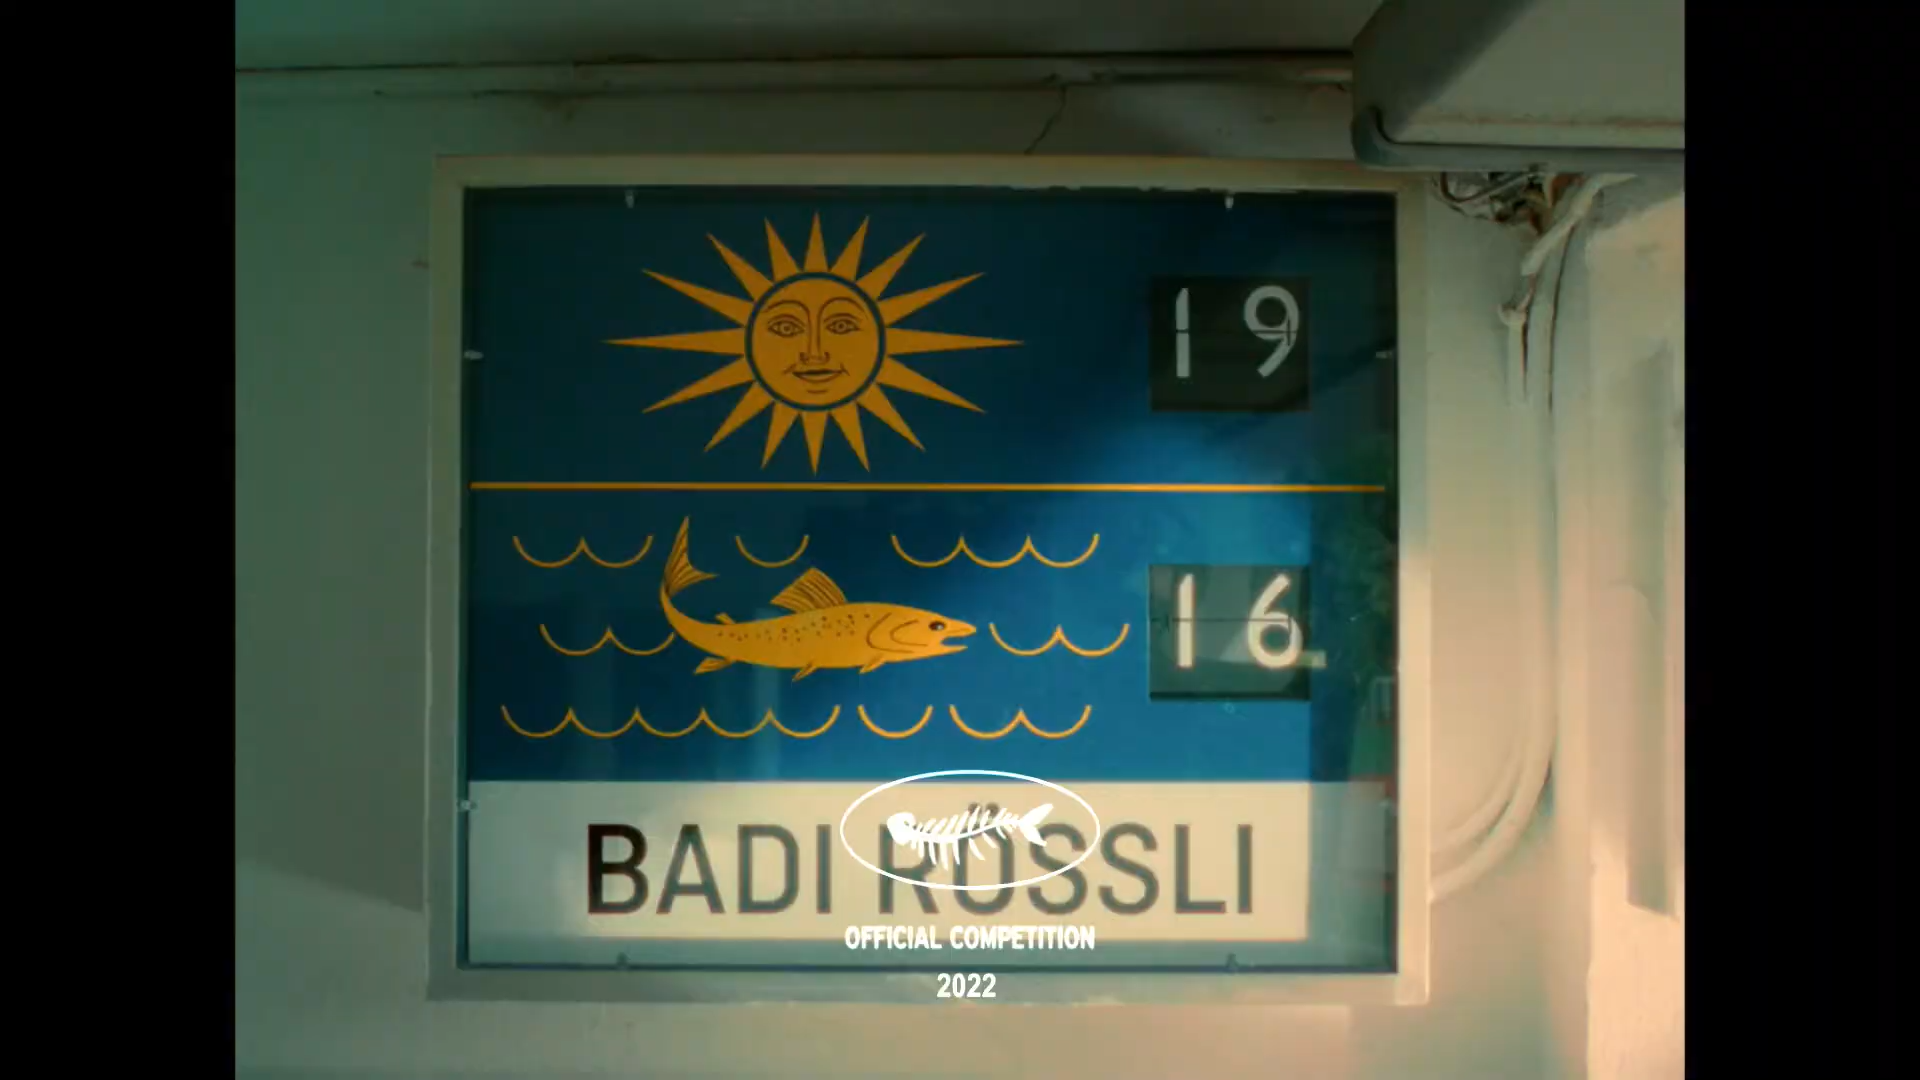 19
16
BADI RÖSSLI
OFFICIAL COMPETITION
2022